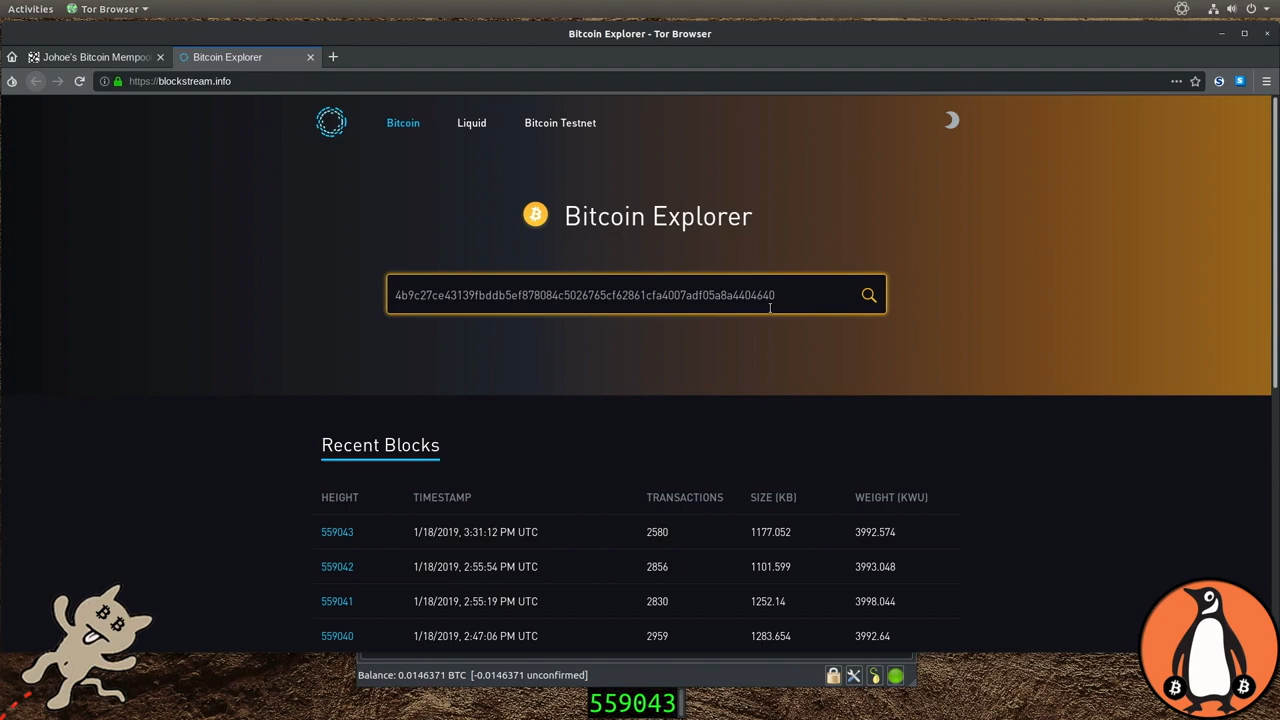 Activities Tor Browser
Bitcoin Explorer - Tor Browser
Johoe's Bitcoin Mempoo Bitcoin Explorer
https://blockstream.info
Bitcoin Liquid Bitcoin Testnet
Bitcoin Explorer
4b9c27ce43139fbddb5ef878084c5026765cf62861cfa4007adf05a8a4404640
Recent Blocks
HEIGHT TIMESTAMP TRANSACTIONS SIZE (KB) WEIGHT (KWU)
559043 1/18/2019, 3:31:12 PM UTC 2580 1177.052 3992.574
559042 1/18/2019, 2:55:54 PM UTC 2856 1101.599 3993.048
559041 1/18/2019, 2:55:19 PM UTC 2830 1252.14 3998.044
559040 1/18/2019, 2:47:06 PM UTC 2959 1283.654 3992.64
Balance: 0.0146371 BTC [-0.0146371 unconfirmed]
559043